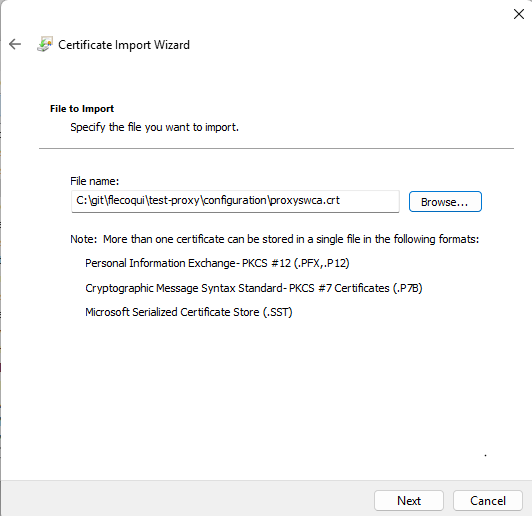 Certificate Import Wizard
File to Import
Specify the file you want to import.
File name:
C:\git\flecoqui\test-proxy\configuration\proxyswca.crt
Browse...
Note: More than one certificate can be stored in a single file in the following formats:
Personal Information Exchange- PKCS #12 (.PFX,.P12)
Cryptographic Message Syntax Standard- PKCS #7 Certificates (.P7B)
Microsoft Serialized Certificate Store (.SST)
Next
Cancel